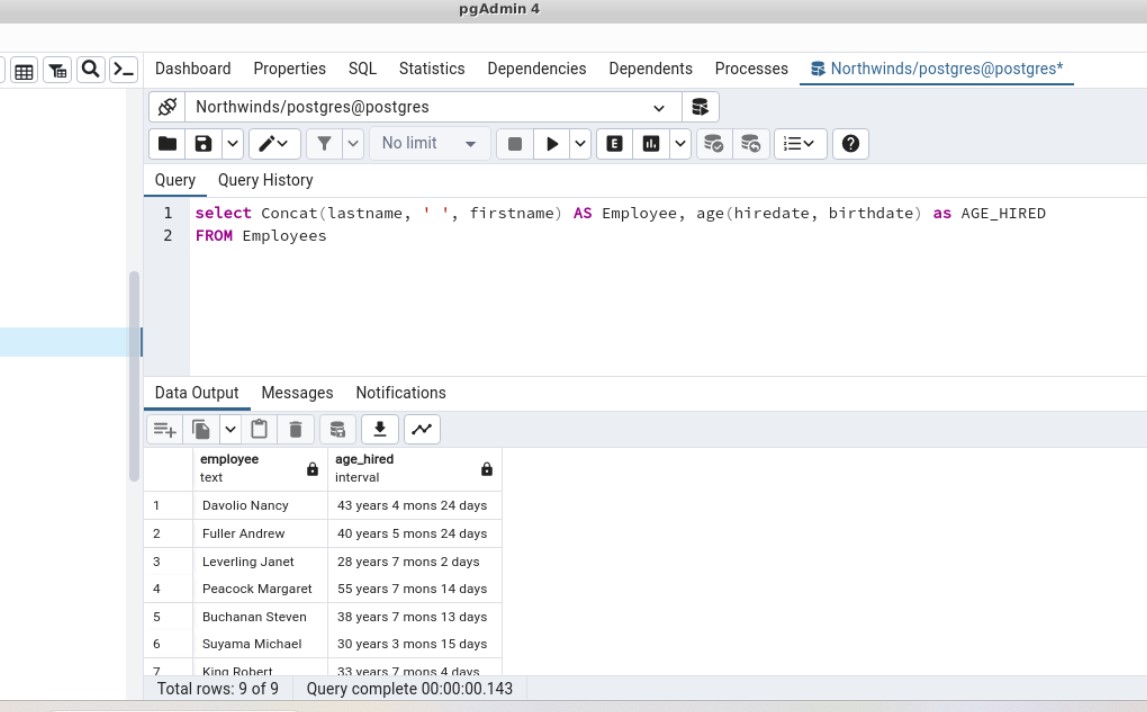 pgAdmin 4
Dashboard Properties SQL Statistics Dependencies Dependents Processes Northwinds/postgres@postgres*
Northwinds/postgres@postgres
No limit E
Query Query History
1 select Concat(lastname, ' ', firstname) AS Employee, age(hiredate, birthdate) as AGE_HIRED
2 FROM Employees
Data Output Messages Notifications
employee age_hired
text interval
1 Davolio Nancy 43 years 4 mons 24 days
2 Fuller Andrew 40 years 5 mons 24 days
3 Leverling Janet 28 years 7 mons 2 days
4 Peacock Margaret 55 years 7 mons 14 days
5 Buchanan Steven 38 years 7 mons 13 days
6 Suyama Michael 30 years 3 mons 15 days
7 King Robert 33 years 7 mons 4 days
Total rows: 9 of 9 Query complete 00:00:00.143